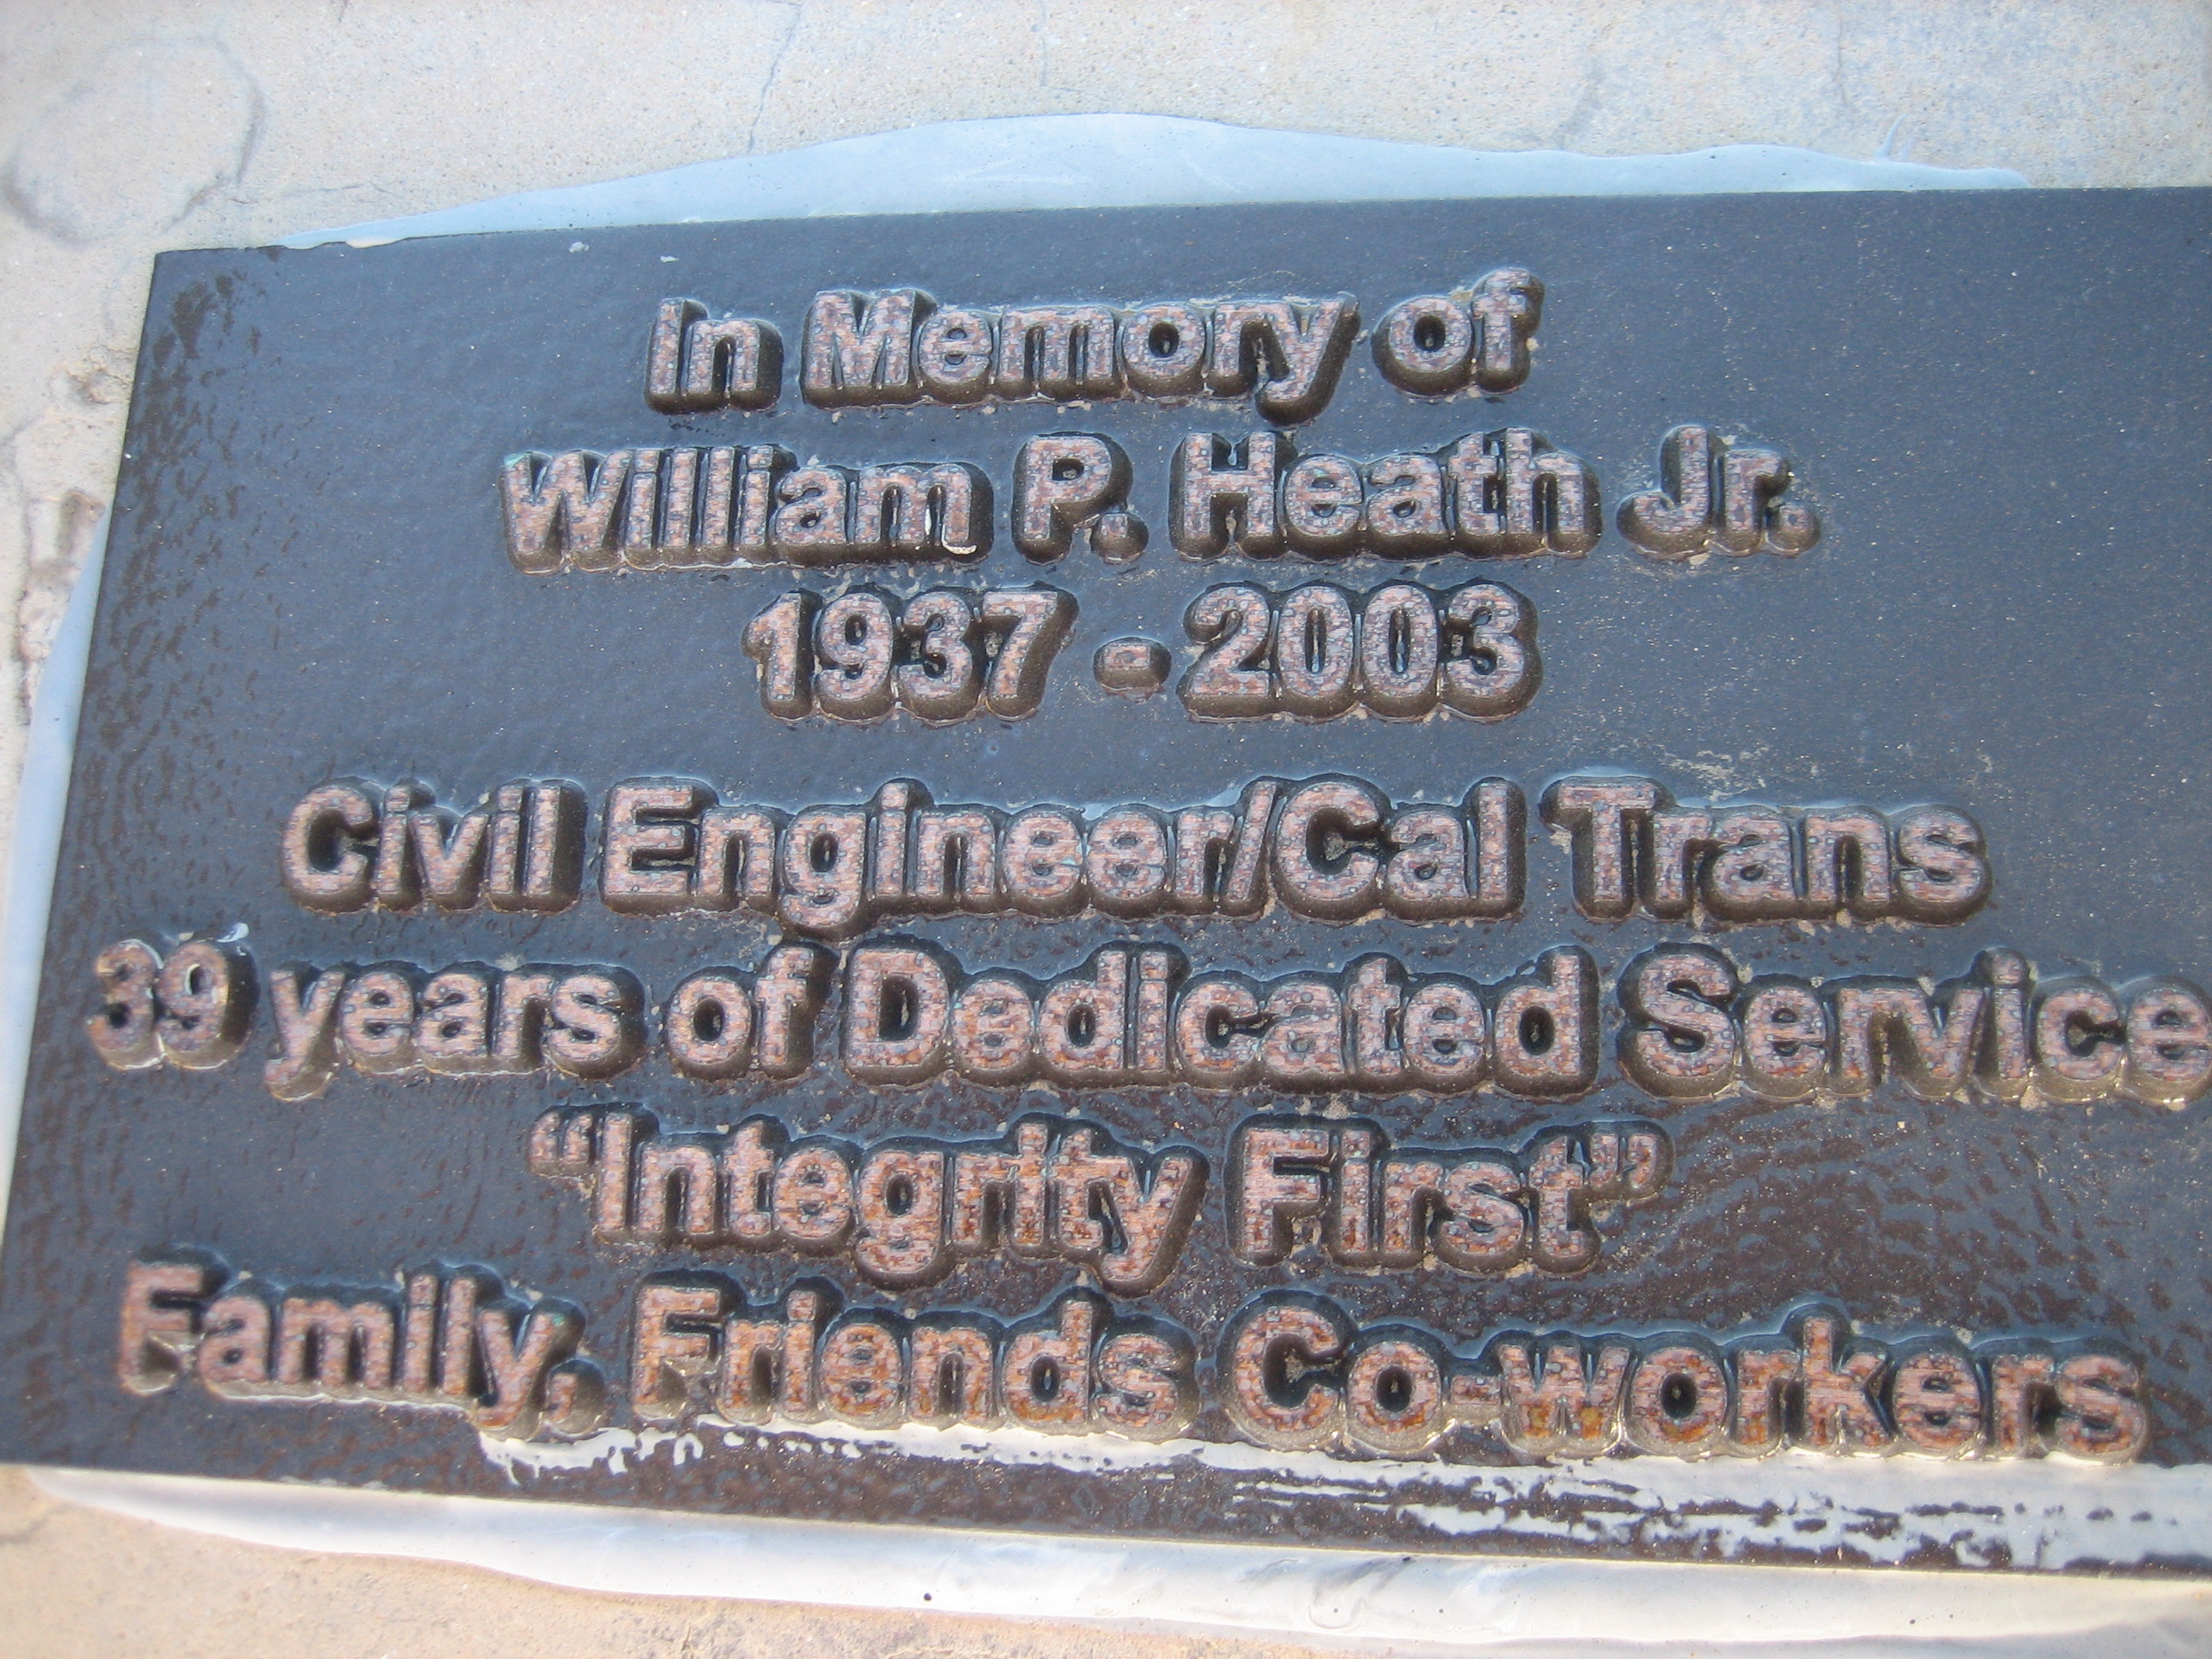 In Memory of
William P. Heath Jr.
1937 - 2003
Civil Engineer/Cal Trans
39 years of Dedicated Service
“Integrity First”
Family, Friends Co-workers